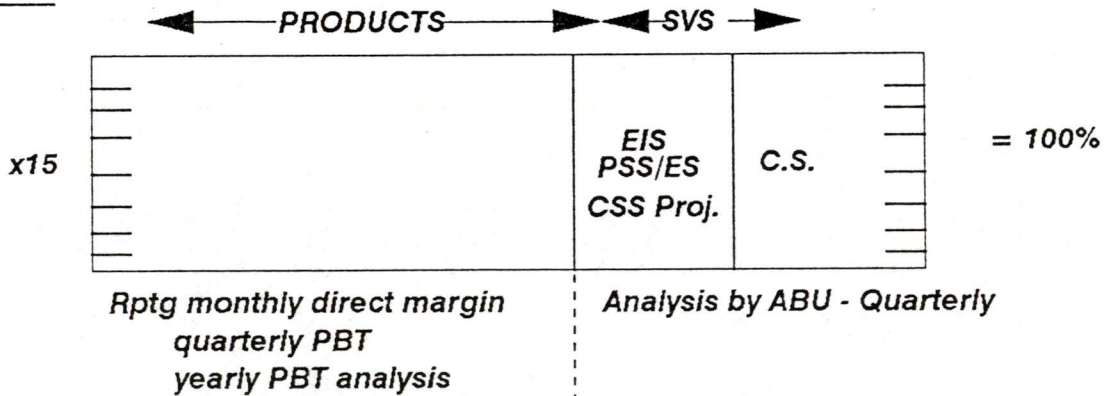 PRODUCTS SVS
x15
EIS
PSS/ES
CSS Proj.
C.S.
= 100%
Rptg monthly direct margin
quarterly PBT
yearly PBT analysis
Analysis by ABU - Quarterly